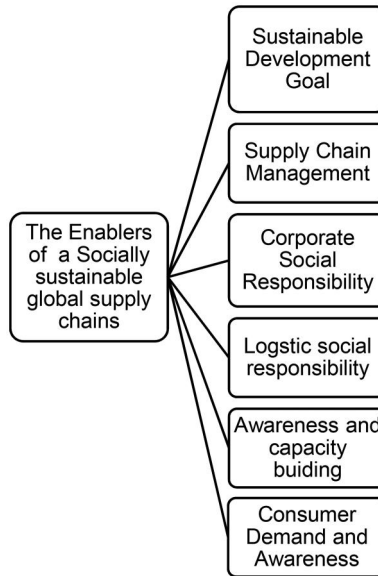 Sustainable
Development
Goal
Supply Chain
Management
The Enablers
of a Socially
sustainable
global supply
chains
Corporate
Social
Responsibility
Logstic social
responsibility
Awareness and
capacity
buiding
Consumer
Demand and
Awareness